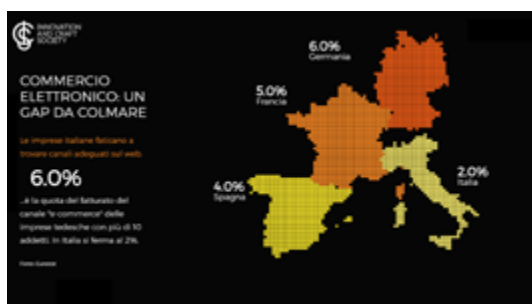 INNOVATION
AND CRAFT
SOCIETY
COMMERCIO
ELETTRONICO: UN
GAP DA COLMARE
Le imprese italiane faticano a
trovare canali adeguati sul web.
6.0%
...è la quota del fatturato del
canale "e-commerce" delle
imprese tedesche con più di 10
addetti. In Italia si ferma al 2%.
Fonte: Eurostat
6.0%
Germania
5.0%
Francia
4.0%
Spagna
2.0%
Italia